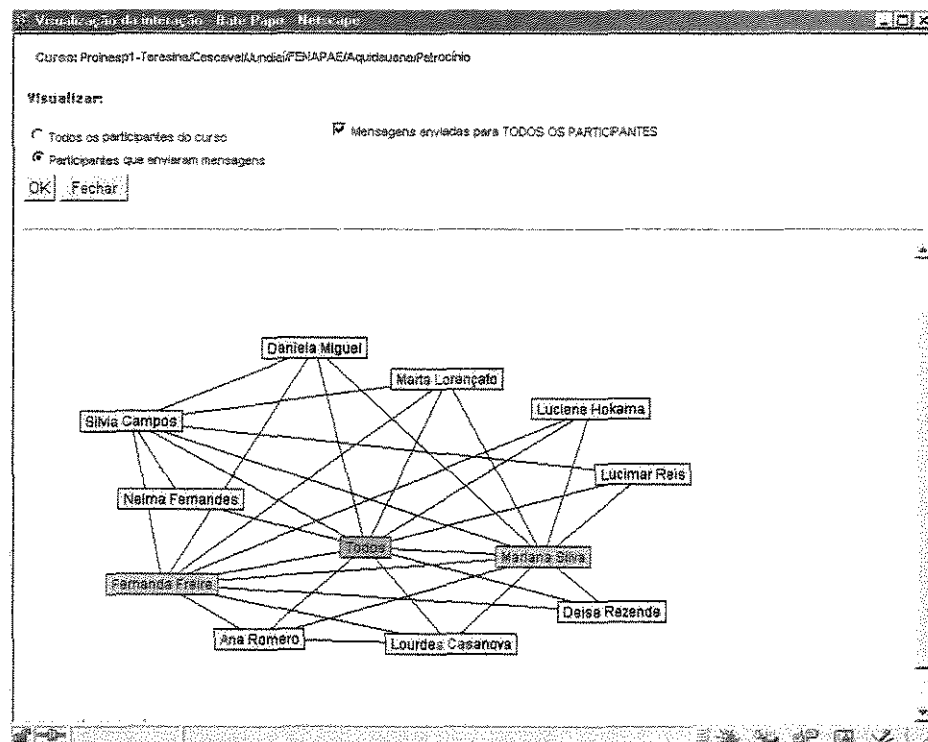 Visualização da interação - Bate Papo - Netscape
Curso: Proinesp1-Teresina/Cascavel/Jundiaí/FENAPAE/Aquidauana/Patrocínio
Visualizar:
Todos os participantes do curso
Mensagens enviadas para TODOS OS PARTICIPANTES
Participantes que enviaram mensagens
OK Fechar
Daniela Miguel
Marta Lorençato
Luciene Hokama
Silvia Campos
Lucimar Reis
Nelma Fernandes
Todos
Mariana Silva
Fernanda Freire
Deise Rezende
Ana Romero
Lourdes Casanova